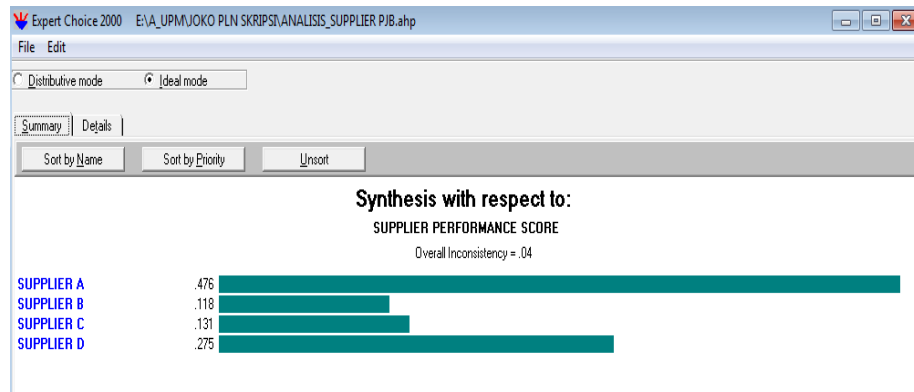 Expert Choice 2000 E:\A_UPM\JOKO PLN SKRIPSI\ANALISIS_SUPPLIER PJB.ahp
File Edit
Distributive mode Ideal mode
Summary Details
Sort by Name Sort by Priority Unsort
Synthesis with respect to:
SUPPLIER PERFORMANCE SCORE
Overall Inconsistency = .04
SUPPLIER A .476
SUPPLIER B .118
SUPPLIER C .131
SUPPLIER D .275